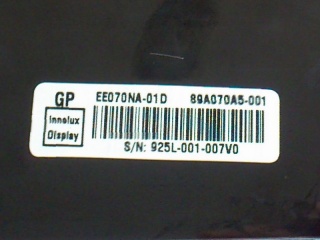 GP EE070NA-01D 89A070A5-001
Innolux
Display
S/N: 925L-001-007V0